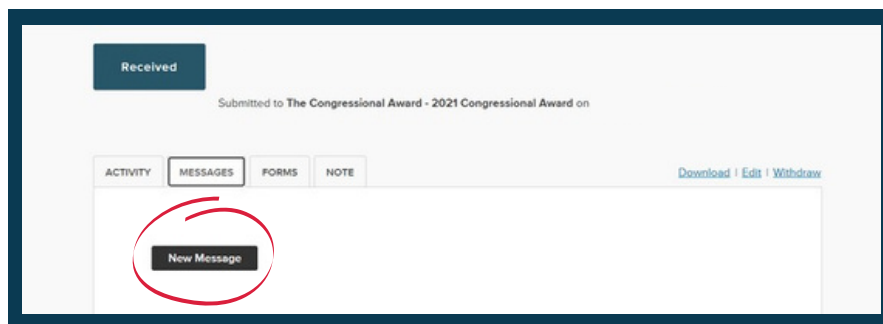 Received
Submitted to The Congressional Award - 2021 Congressional Award on
ACTIVITY MESSAGES FORMS NOTE Download | Edit | Withdraw
New Message